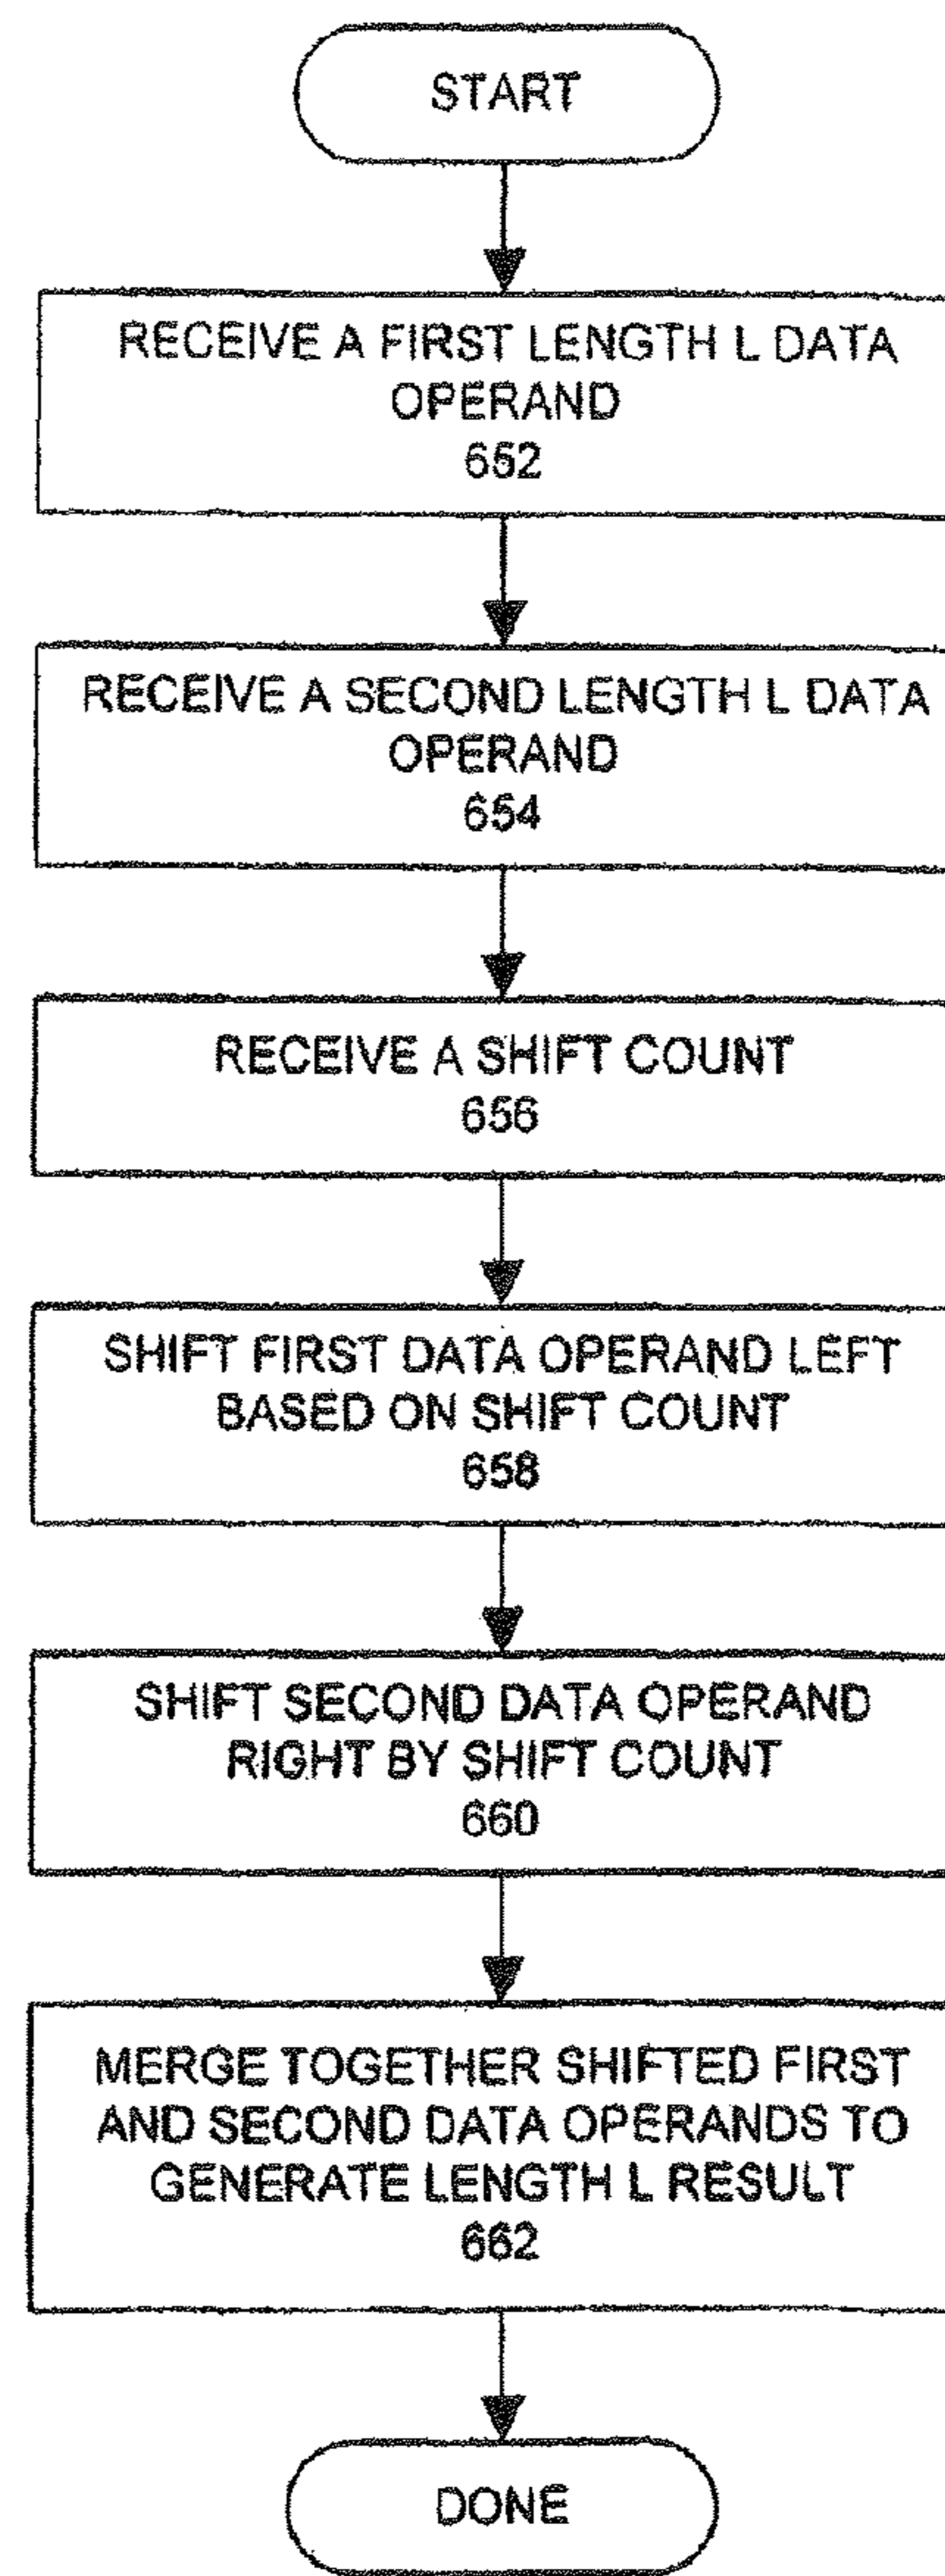 START
RECEIVE A FIRST LENGTH L DATA
OPERAND
652
RECEIVE A SECOND LENGTH L DATA
OPERAND
654
RECEIVE A SHIFT COUNT
656
SHIFT FIRST DATA OPERAND LEFT
BASED ON SHIFT COUNT
658
SHIFT SECOND DATA OPERAND
RIGHT BY SHIFT COUNT
660
MERGE TOGETHER SHIFTED FIRST
AND SECOND DATA OPERANDS TO
GENERATE LENGTH L RESULT
662
DONE